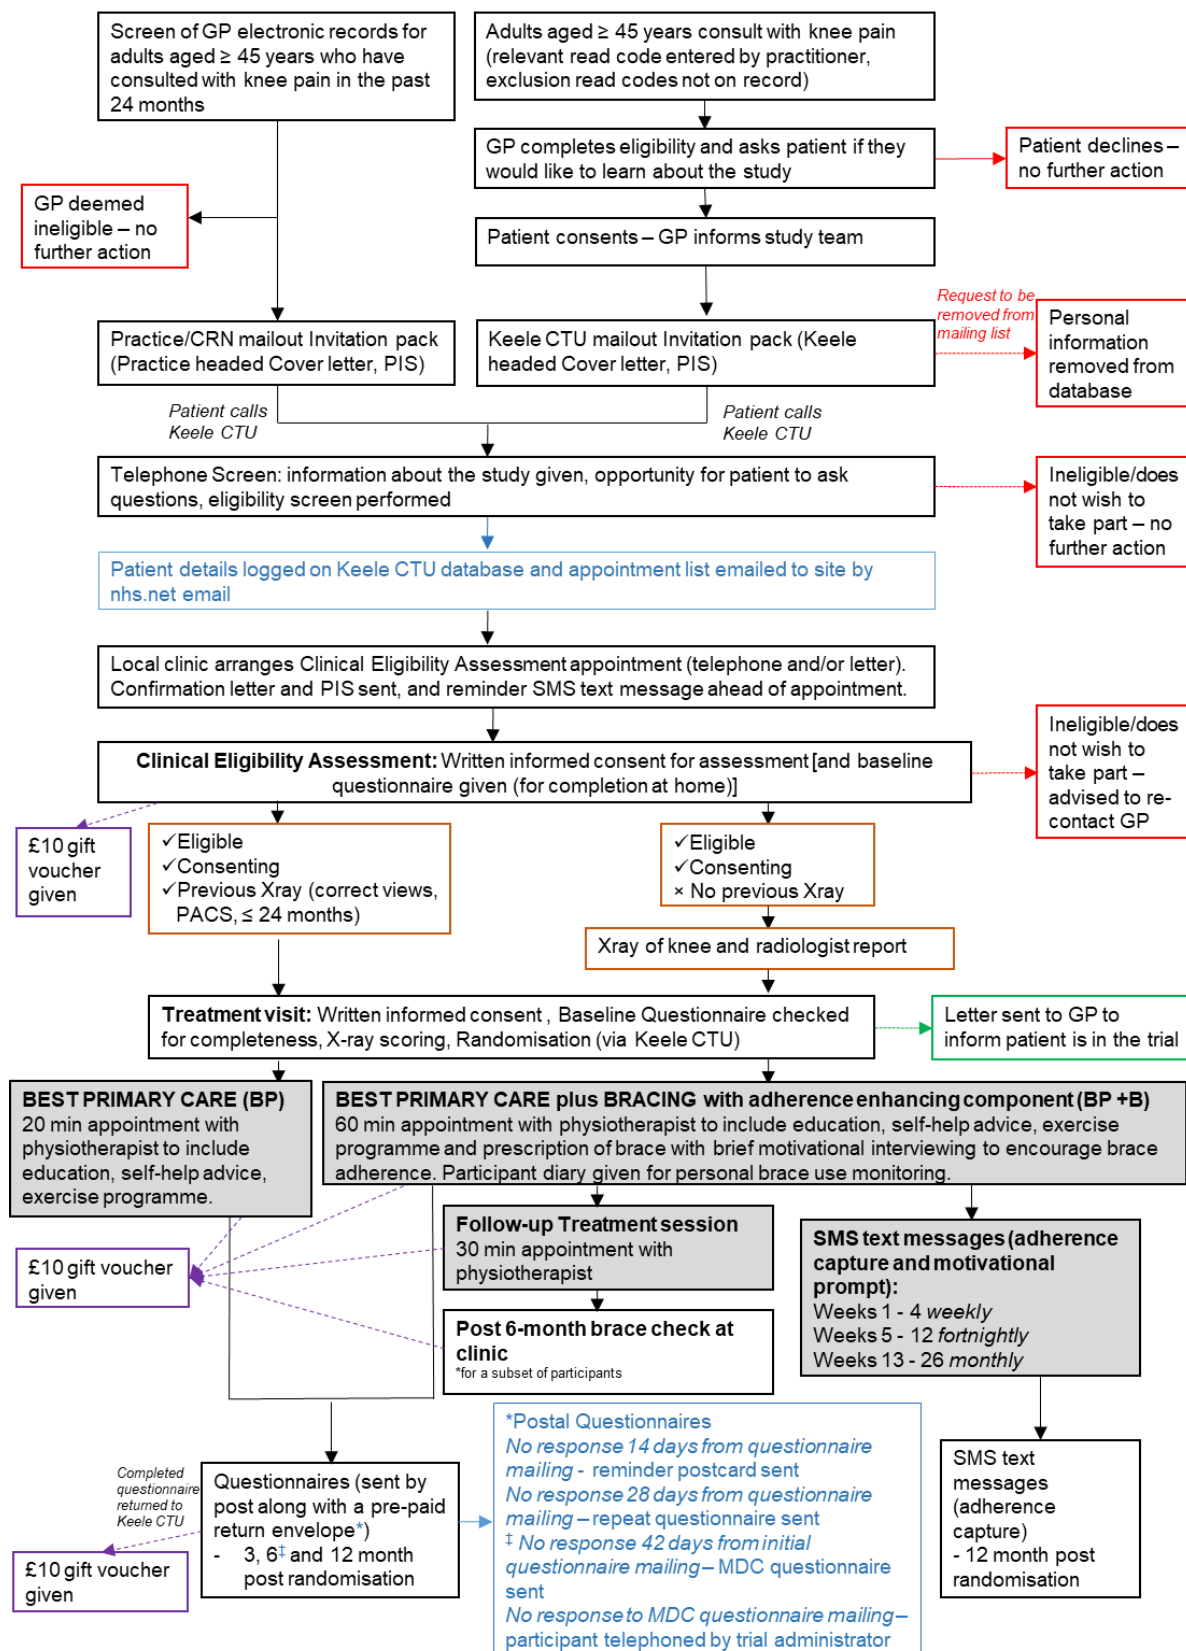 Screen of GP electronic records for
adults aged ≥ 45 years who have
consulted with knee pain in the past
24 months
Adults aged ≥ 45 years consult with knee pain
(relevant read code entered by practitioner,
exclusion read codes not on record)
GP completes eligibility and asks patient if they
would like to learn about the study
Patient declines –
no further action
GP deemed
ineligible – no
further action
Patient consents – GP informs study team
Practice/CRN mailout Invitation pack
(Practice headed Cover letter, PIS)
Keele CTU mailout Invitation pack (Keele
headed Cover letter, PIS)
Request to be
removed from
mailing list
Personal
information
removed from
database
Patient calls
Keele CTU
Patient calls
Keele CTU
Telephone Screen: information about the study given, opportunity for patient to ask
questions, eligibility screen performed
Ineligible/does
not wish to
take part – no
further action
Patient details logged on Keele CTU database and appointment list emailed to site by
nhs.net email
Local clinic arranges Clinical Eligibility Assessment appointment (telephone and/or letter).
Confirmation letter and PIS sent, and reminder SMS text message ahead of appointment.
Clinical Eligibility Assessment: Written informed consent for assessment [and baseline
questionnaire given (for completion at home)]
Ineligible/does
not wish to
take part –
advised to re-
contact GP
£10 gift
voucher
given
✓Eligible
✓Consenting
✓Previous Xray (correct views,
PACS, ≤ 24 months)
✓Eligible
✓Consenting
× No previous Xray
Xray of knee and radiologist report
Treatment visit: Written informed consent , Baseline Questionnaire checked
for completeness, X-ray scoring, Randomisation (via Keele CTU)
Letter sent to GP to
inform patient is in the trial
BEST PRIMARY CARE (BP)
20 min appointment with
physiotherapist to include
education, self-help advice,
exercise programme.
BEST PRIMARY CARE plus BRACING with adherence enhancing component (BP +B)
60 min appointment with physiotherapist to include education, self-help advice, exercise
programme and prescription of brace with brief motivational interviewing to encourage brace
adherence. Participant diary given for personal brace use monitoring.
£10 gift voucher
given
Follow-up Treatment session
30 min appointment with
physiotherapist
SMS text messages (adherence
capture and motivational
prompt):
Weeks 1 - 4 weekly
Weeks 5 - 12 fortnightly
Weeks 13 - 26 monthly
Post 6-month brace check at
clinic
*for a subset of participants
Completed
questionnaire
returned to
Keele CTU
Questionnaires (sent by
post along with a pre-paid
return envelope*)
- 3, 6‡ and 12 month
post randomisation
£10 gift voucher
given
*Postal Questionnaires
No response 14 days from questionnaire
mailing - reminder postcard sent
No response 28 days from questionnaire
mailing – repeat questionnaire sent
‡ No response 42 days from initial
questionnaire mailing – MDC questionnaire
sent
No response to MDC questionnaire mailing –
participant telephoned by trial administrator
SMS text
messages
(adherence
capture)
- 12 month post
randomisation